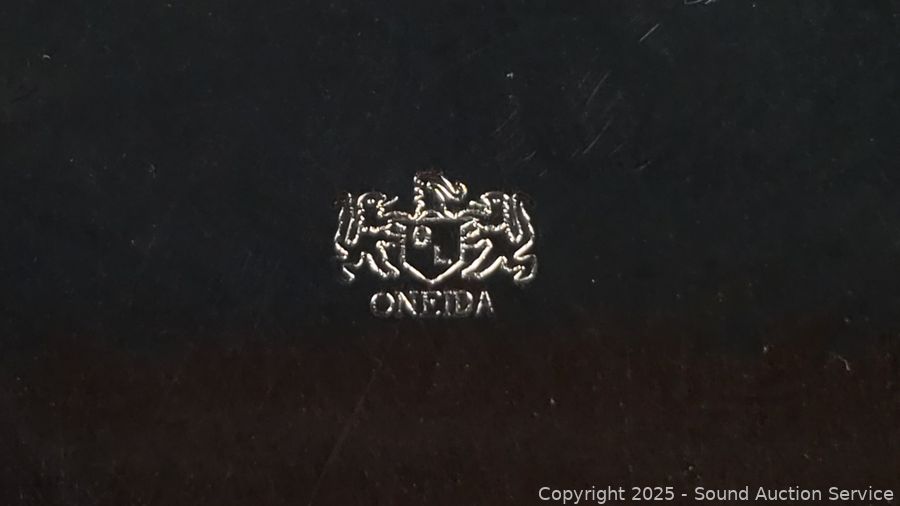 O
L
ONEIDA
Copyright 2025 - Sound Auction Service